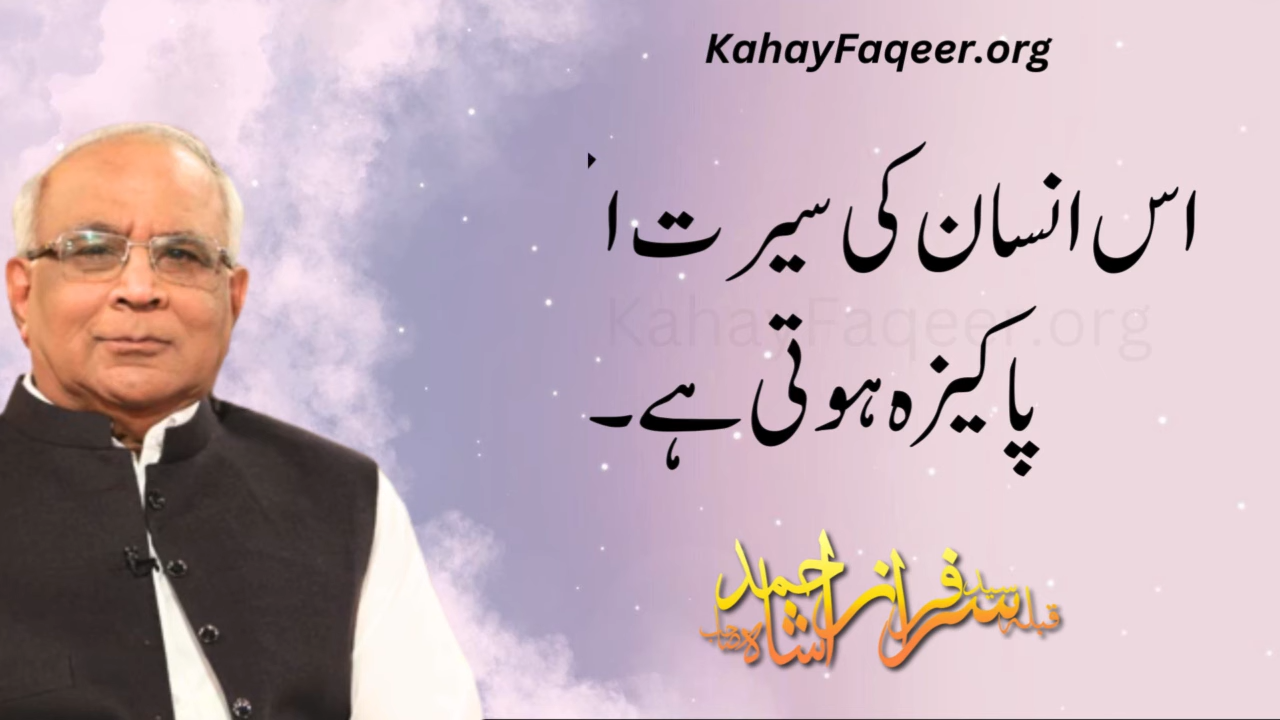 KahayFaqeer.org
اس انسان کی سیرت ا
KahayFaqeer.org
پاکیزہ ہوتی ہے۔
قبلہ سید سرفراز احمد شاہ صاحب